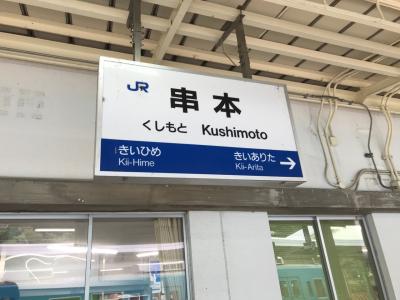 JR
串本
くしもと Kushimoto
きいひめ きいありた
Kii-Hime Kii-Arita →